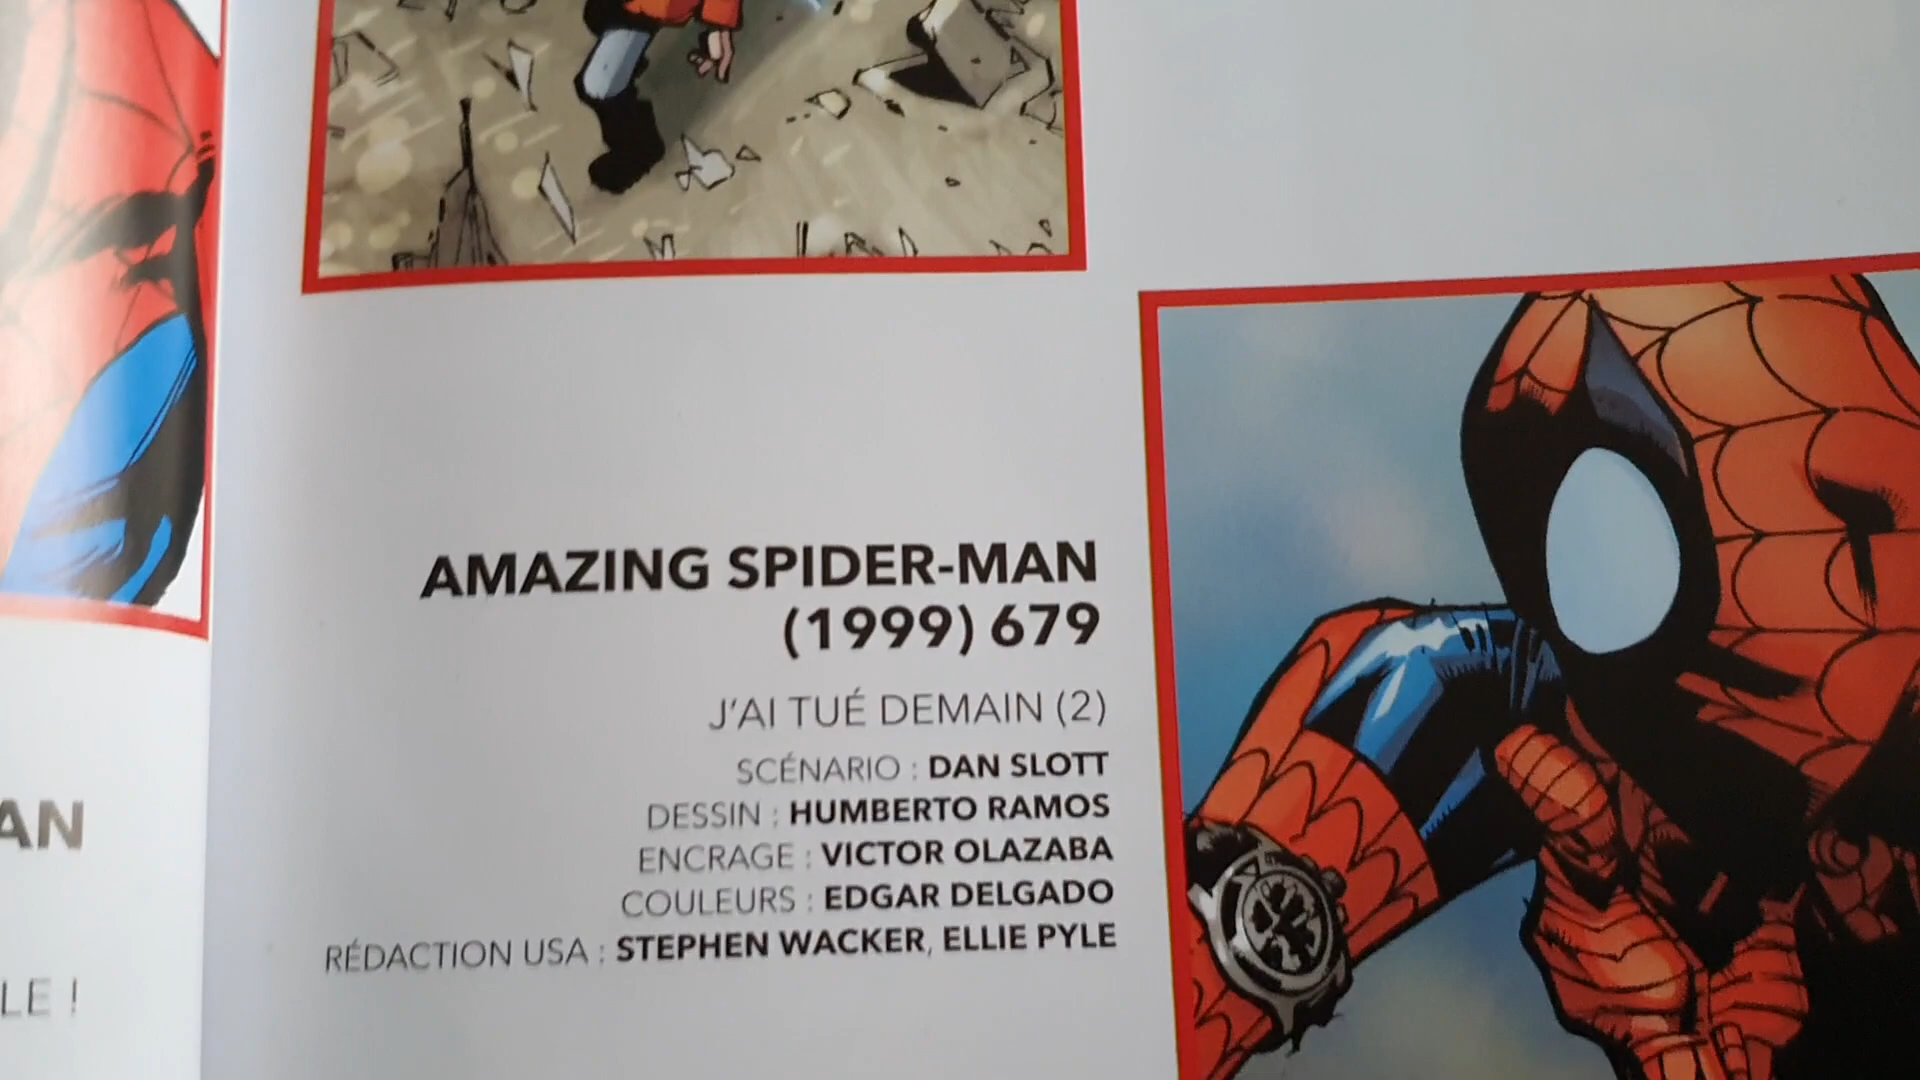 AMAZING SPIDER-MAN
(1999) 679
J'AI TUÉ DEMAIN (2)
SCÉNARIO : DAN SLOTT
DESSIN : HUMBERTO RAMOS
ENCRAGE : VICTOR OLAZABA
COULEURS : EDGAR DELGADO
RÉDACTION USA : STEPHEN WACKER, ELLIE PYLE
AN
LE !